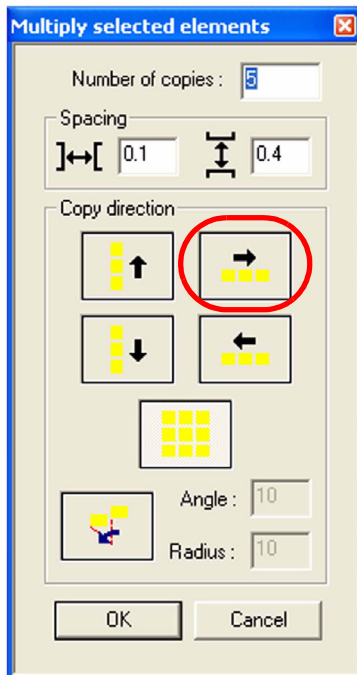 Multiply selected elements
Number of copies : 5
Spacing
0.1 0.4
Copy direction
Angle : 10
Radius : 10
OK Cancel